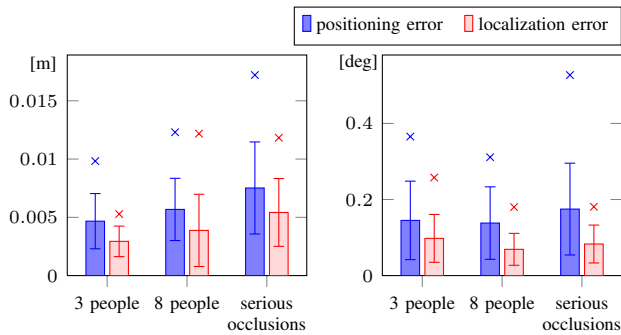 positioning error localization error
[m]
0.015
0.01
0.005
0
3 people 8 people serious occlusions
[deg]
0.4
0.2
0
3 people 8 people serious occlusions